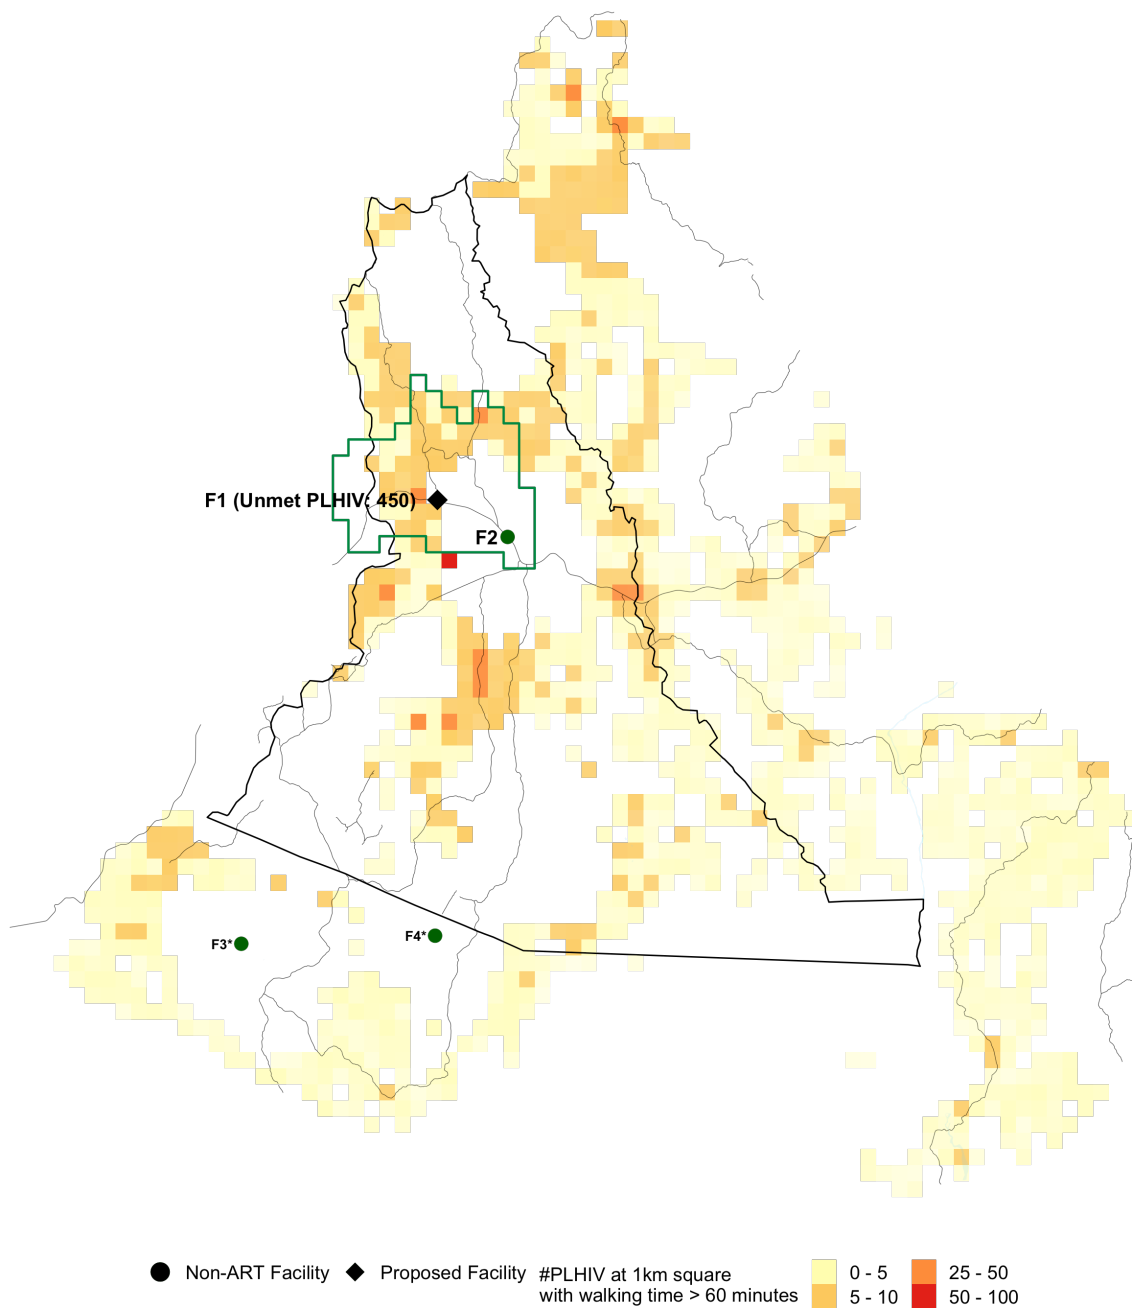 F1 (Unmet PLHIV: 450)
F2
F3*
F4*
Non-ART Facility
Proposed Facility
#PLHIV at 1km square
with walking time > 60 minutes
0 - 5
5 - 10
25 - 50
50 - 100